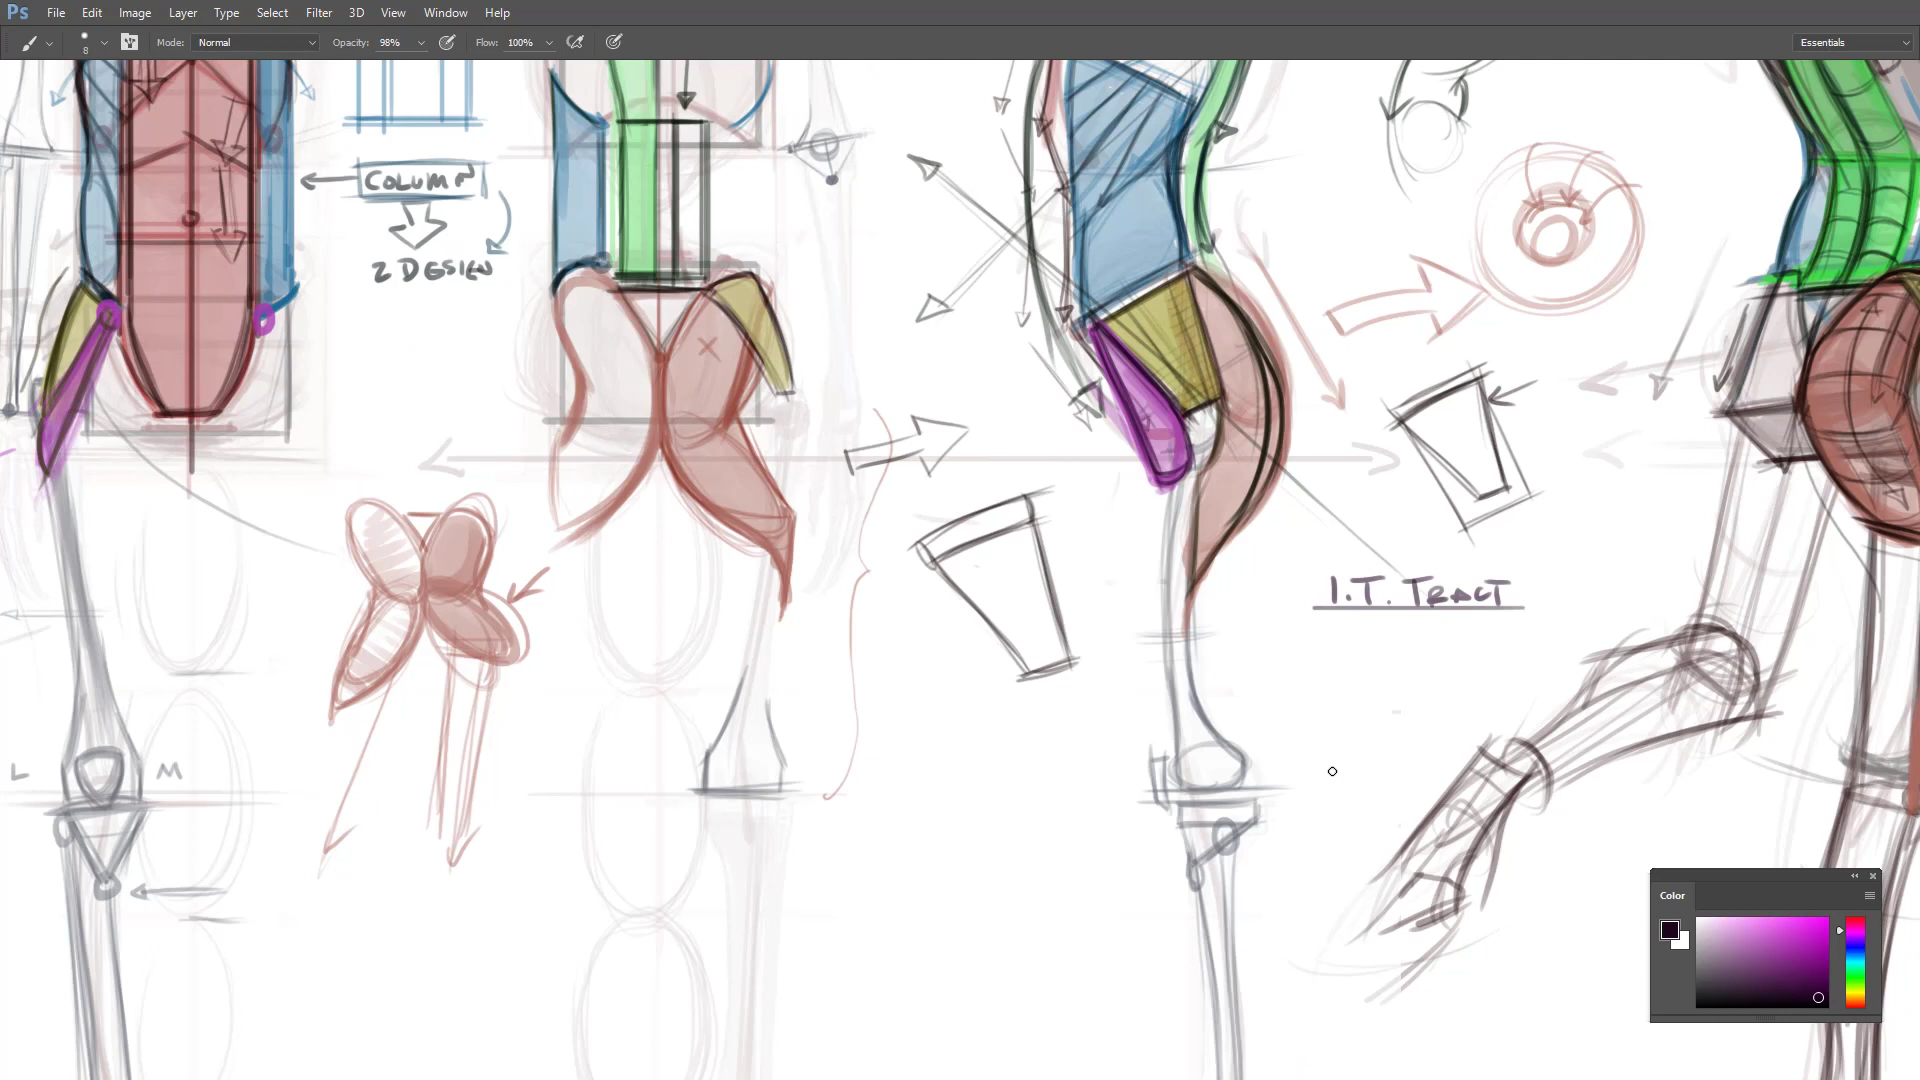 Ps File Edit Image Layer Type Select Filter 3D View Window Help
8 Mode: Normal Opacity: 98% Flow: 100% Essentials
COLUMN
2 DESIGN
I.T. TRACT
L M
Color